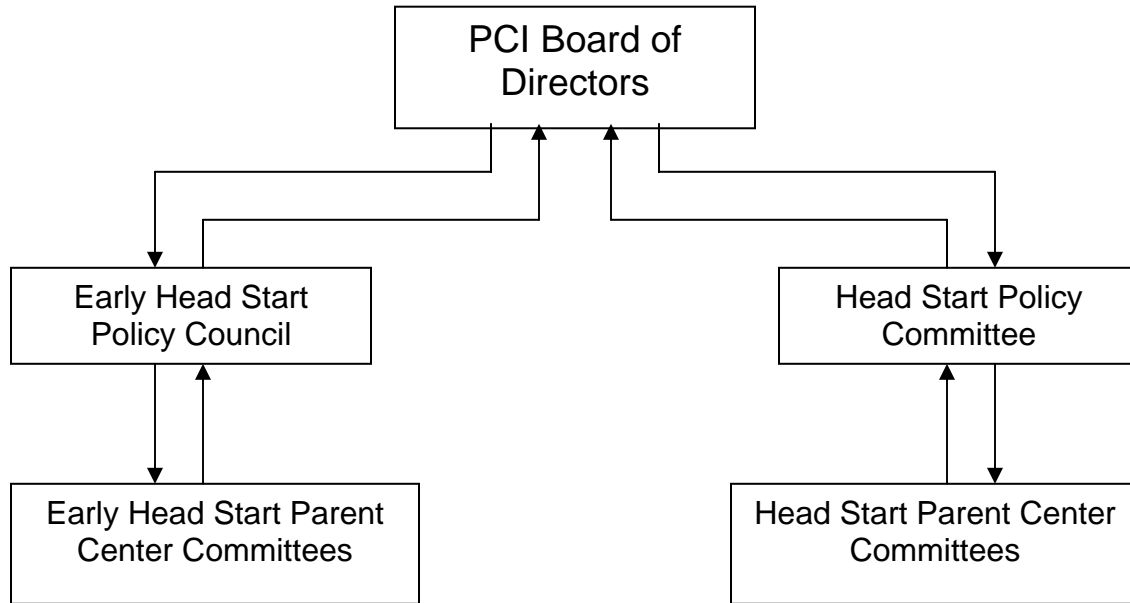 PCI Board of
Directors
Early Head Start
Policy Council
Head Start Policy
Committee
Early Head Start Parent
Center Committees
Head Start Parent Center
Committees